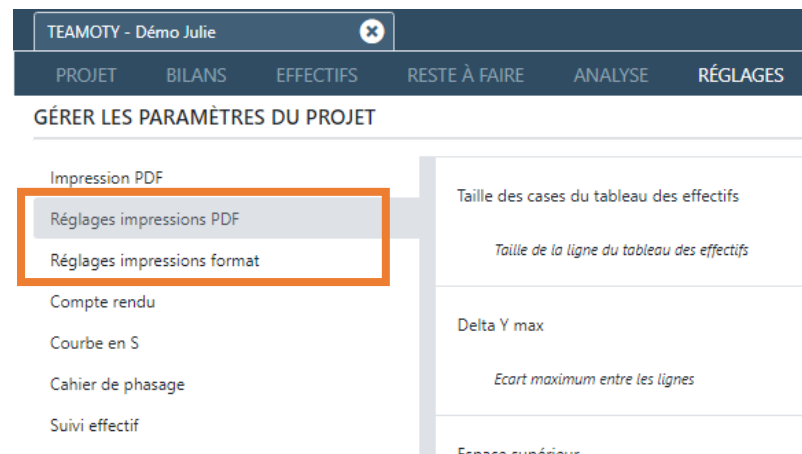 TEAMOTY - Démo Julie
PROJET BILANS EFFECTIFS RESTE À FAIRE ANALYSE RÉGLAGES
GÉRER LES PARAMÈTRES DU PROJET
Impression PDF
Réglages impressions PDF
Réglages impressions format
Compte rendu
Courbe en S
Cahier de phasage
Suivi effectif
Taille des cases du tableau des effectifs
Taille de la ligne du tableau des effectifs
Delta Y max
Ecart maximum entre les lignes
Espace supérieur